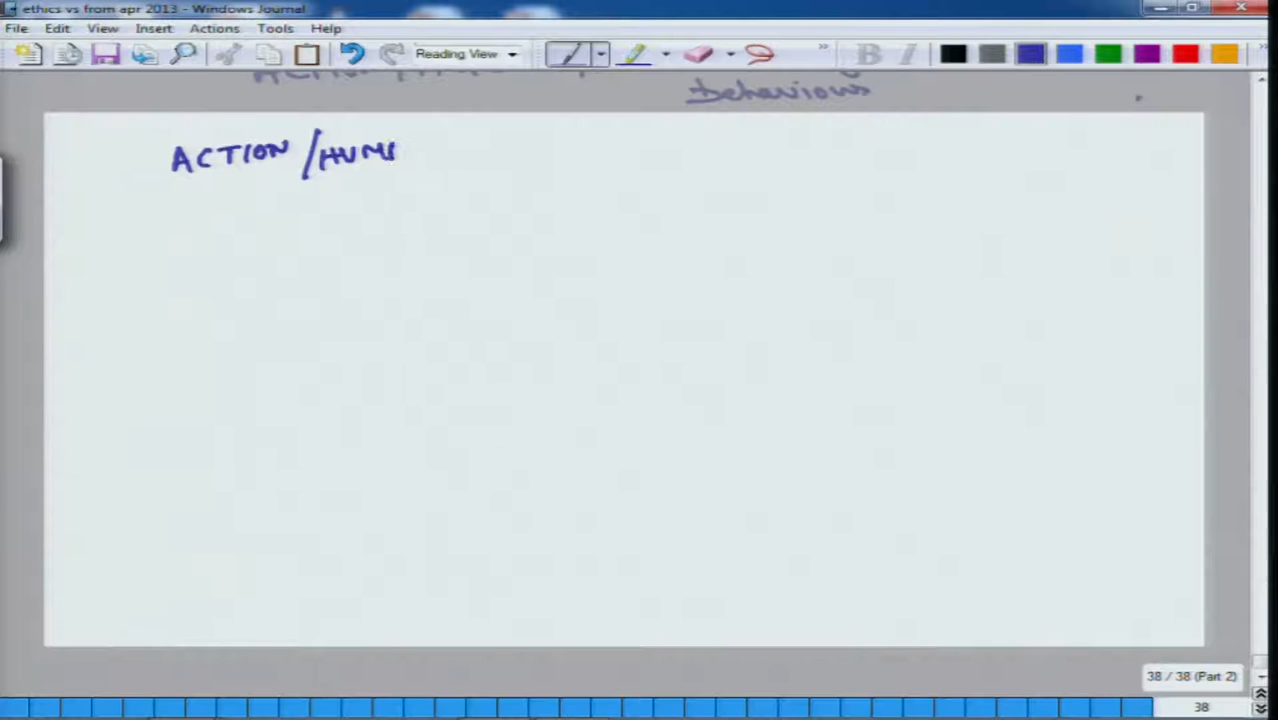 ethics vs from apr 2013 - Windows Journal
File Edit View Insert Actions Tools Help
Reading View
B I
Behaviours
ACTION /HUMA
38 / 38 (Part 2)
38